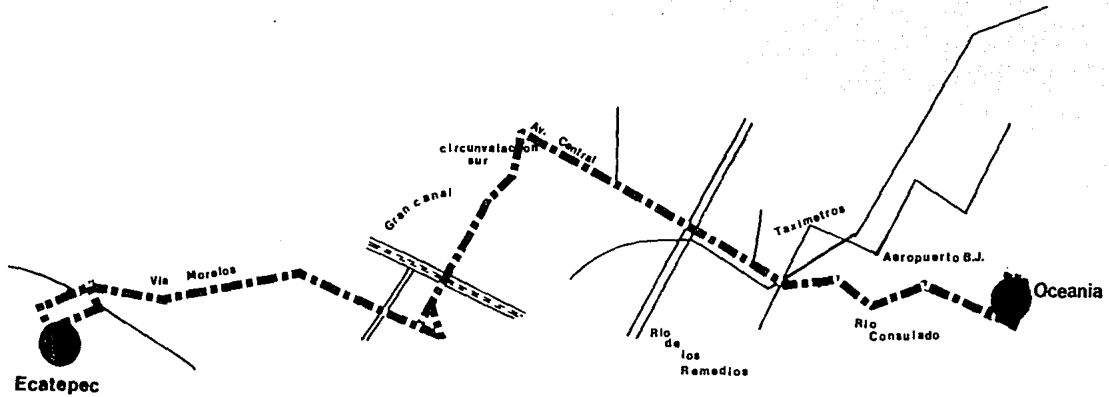 Av. Central
circunvalacion
sur
Gran canal
Taximetros
Aeropuerto B.J.
Via Morelos
Oceania
Rio
Consulado
Rio
de
los
Remedios
Ecatepec